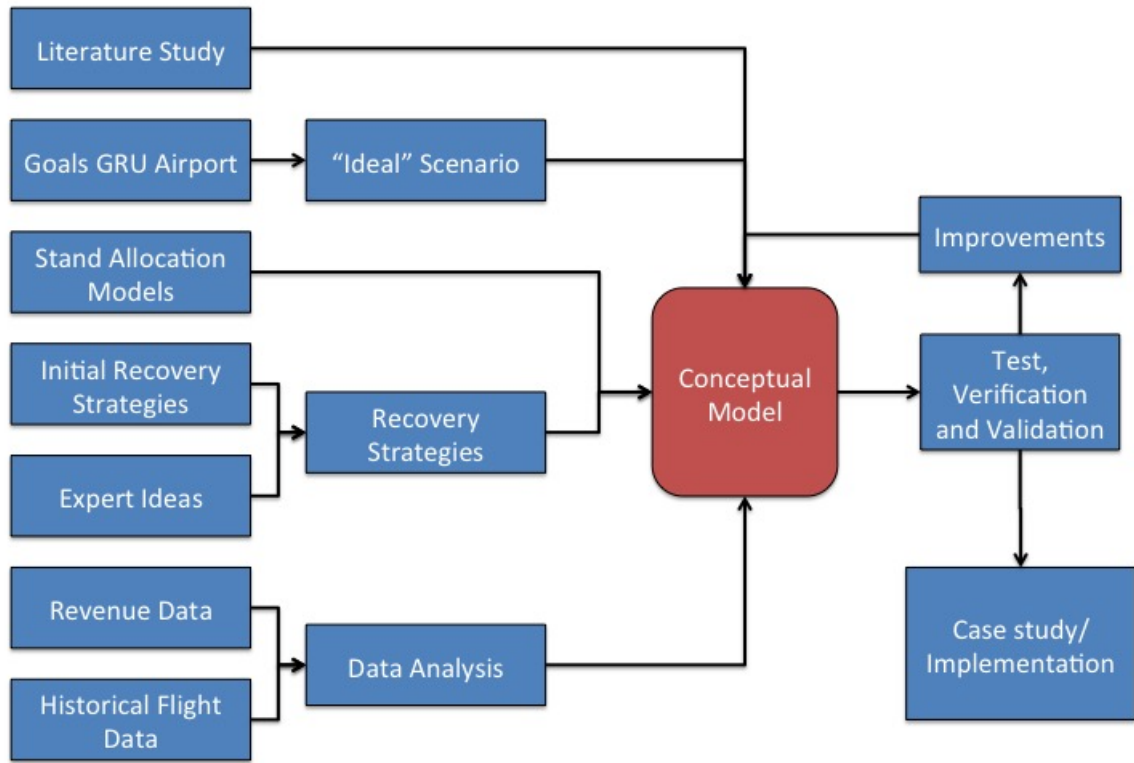 Literature Study
Goals GRU Airport
“Ideal” Scenario
Stand Allocation
Models
Initial Recovery
Strategies
Expert Ideas
Recovery
Strategies
Revenue Data
Historical Flight
Data
Data Analysis
Conceptual
Model
Improvements
Test,
Verification
and Validation
Case study/
Implementation